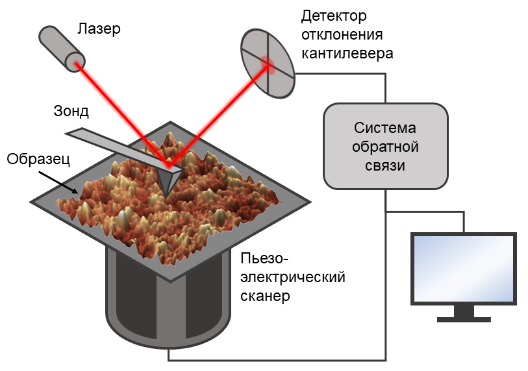 Лазер
Детектор
отклонения
кантилевера
Зонд
Образец
Система
обратной
связи
Пьезо-
электрический
сканер